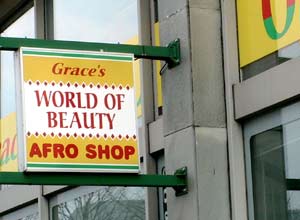 Grace's
WORLD OF
BEAUTY
AFRO SHOP